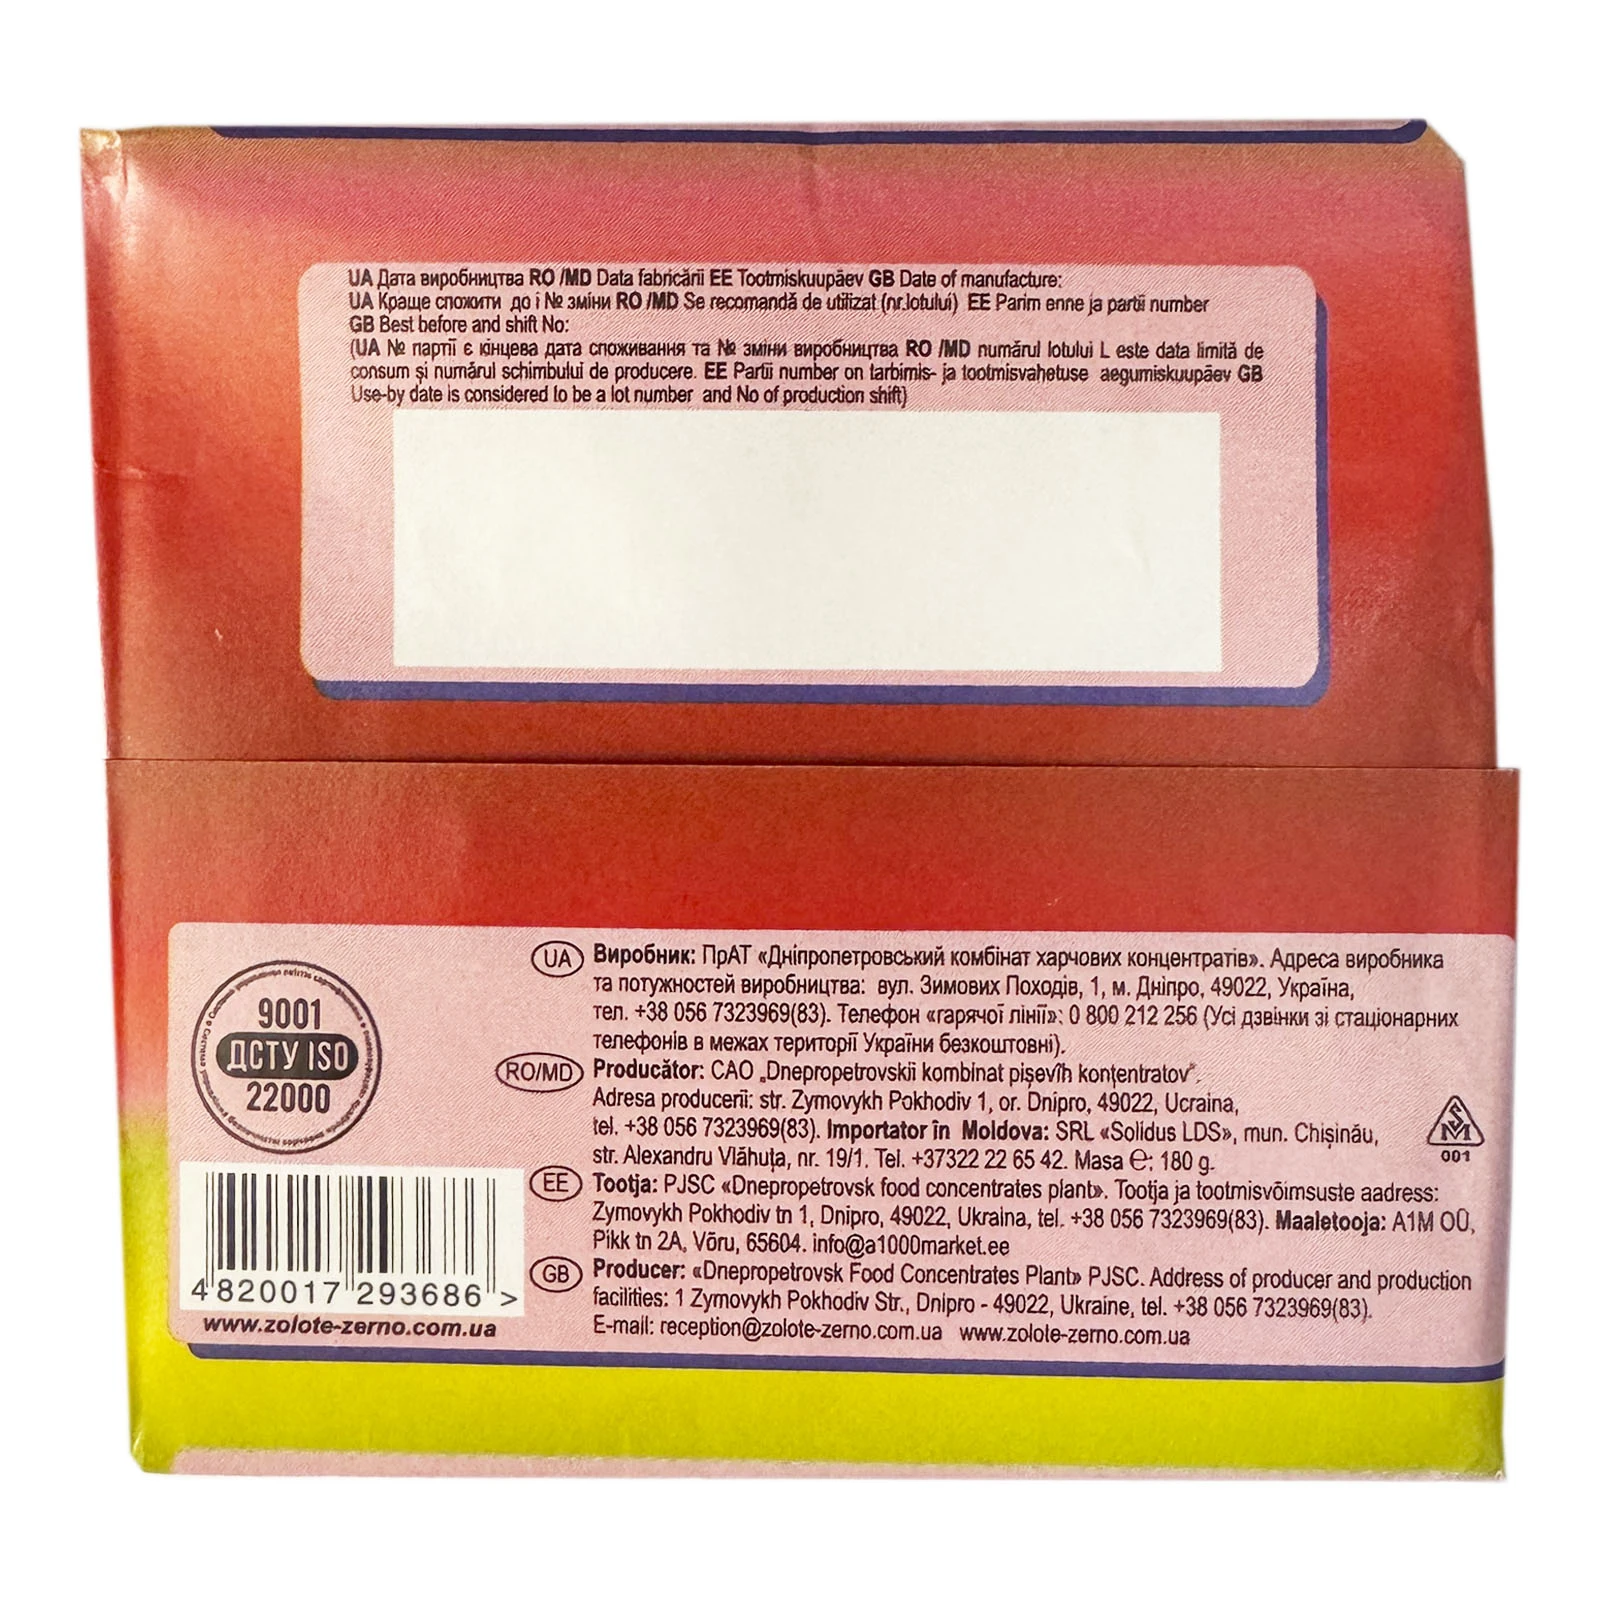 UA Дата виробництва RO /MD Data fabricării EE Tootmiskuupäev GB Date of manufacture:
UA Краще спожити до і № зміни RO /MD Se recomandă de utilizat (nr.lotului) EE Parim enne ja partii number
GB Best before and shift No:
(UA № партії є кінцева дата споживання та № зміни виробництва RO /MD numărul lotului L este data limită de
consum și numărul schimbului de producere. EE Partii number on tarbimis- ja tootmisvahetuse aegumiskuupäev GB
Use-by date is considered to be a lot number and No of production shift)
9001
ДСТУ ISO
22000
UA Виробник: ПрАТ «Дніпропетровський комбінат харчових концентратів». Адреса виробника
та потужностей виробництва: вул. Зимових Походів, 1, м. Дніпро, 49022, Україна,
тел. +38 056 7323969(83). Телефон «гарячої лінії»: 0 800 212 256 (Усі дзвінки зі стаціонарних
телефонів в межах території України безкоштовні).
RO/MD Producător: CAO „Dnepropetrovskii kombinat pișevîh konțentratov”.
Adresa producerii: str. Zymovykh Pokhodiv 1, or. Dnipro, 49022, Ucraina,
tel. +38 056 7323969(83). Importator în Moldova: SRL «Solidus LDS», mun. Chișinău,
str. Alexandru Vlăhuța, nr. 19/1. Tel. +37322 22 65 42. Masa ℮: 180 g.
001
EE Tootja: PJSC «Dnepropetrovsk food concentrates plant». Tootja ja tootmisvõimsuste aadress:
Zymovykh Pokhodiv tn 1, Dnipro, 49022, Ukraina, tel. +38 056 7323969(83). Maaletooja: A1M OÜ,
Pikk tn 2A, Võru, 65604. info@a1000market.ee
GB Producer: «Dnepropetrovsk Food Concentrates Plant» PJSC. Address of producer and production
facilities: 1 Zymovykh Pokhodiv Str., Dnipro - 49022, Ukraine, tel. +38 056 7323969(83).
E-mail: reception@zolote-zerno.com.ua www.zolote-zerno.com.ua
4 820017 293686 >
www.zolote-zerno.com.ua